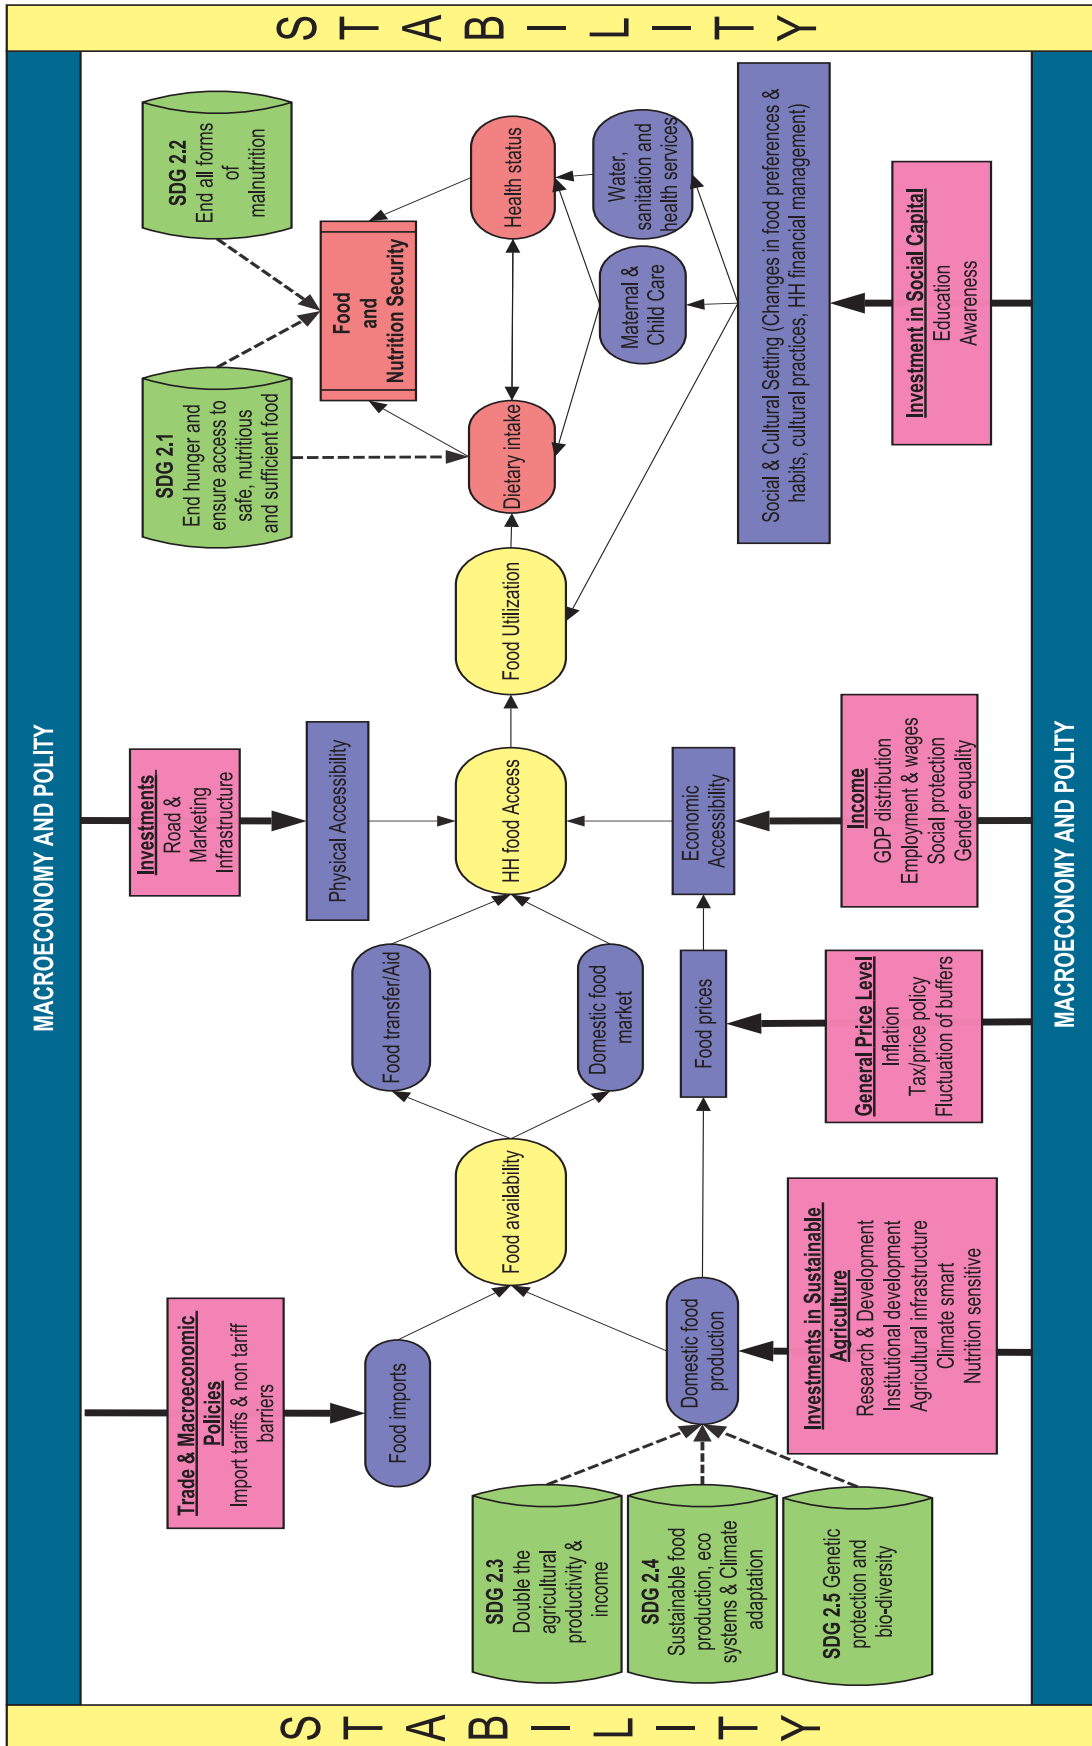 MACROECONOMY AND POLITY
S T A B I L I T Y
Trade & Macroeconomic
Policies
Import tariffs & non tariff
barriers
Investments
Road &
Marketing
Infrastructure
SDG 2.1
End hunger and
ensure access to
safe, nutritious
and sufficient food
SDG 2.2
End all forms
of
malnutrition
Food imports
Food transfer/Aid
Physical Accessibility
Food
and
Nutrition Security
SDG 2.3
Double the
agricultural
productivity &
income
Food availability
HH food Access
Food Utilization
Dietary intake
Health status
SDG 2.4
Sustainable food
production, eco
systems & Climate
adaptation
Domestic food
production
Domestic food
market
Food prices
Economic
Accessibility
Maternal &
Child Care
Water,
sanitation and
health services
SDG 2.5 Genetic
protection and
bio-diversity
Social & Cultural Setting (Changes in food preferences &
habits, cultural practices, HH financial management)
Investments in Sustainable
Agriculture
Research & Development
Institutional development
Agricultural infrastructure
Climate smart
Nutrition sensitive
General Price Level
Inflation
Tax/price policy
Fluctuation of buffers
Income
GDP distribution
Employment & wages
Social protection
Gender equality
Investment in Social Capital
Education
Awareness
S T A B I L I T Y
MACROECONOMY AND POLITY